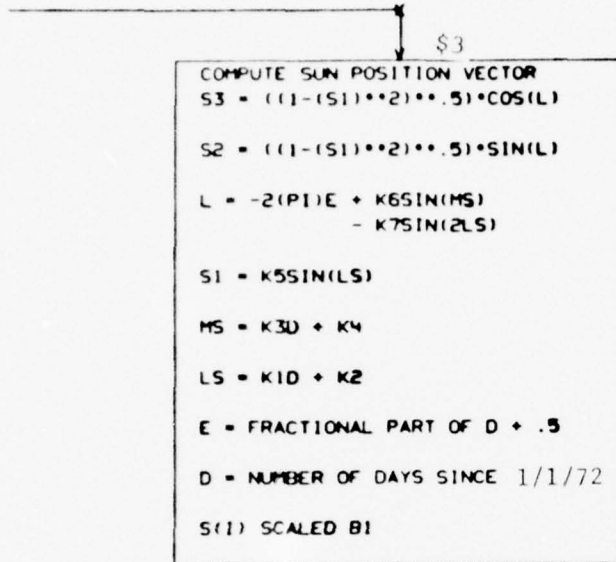 $3
COMPUTE SUN POSITION VECTOR
S3 = ((1-(S1)**2)**.5)*COS(L)
S2 = ((1-(S1)**2)**.5)*SIN(L)
L = -2(PI)E + K6SIN(MS)
- K7SIN(2LS)
S1 = K5SIN(LS)
MS = K3D + K4
LS = K1D + K2
E = FRACTIONAL PART OF D + .5
D = NUMBER OF DAYS SINCE 1/1/72
S(1) SCALED B1